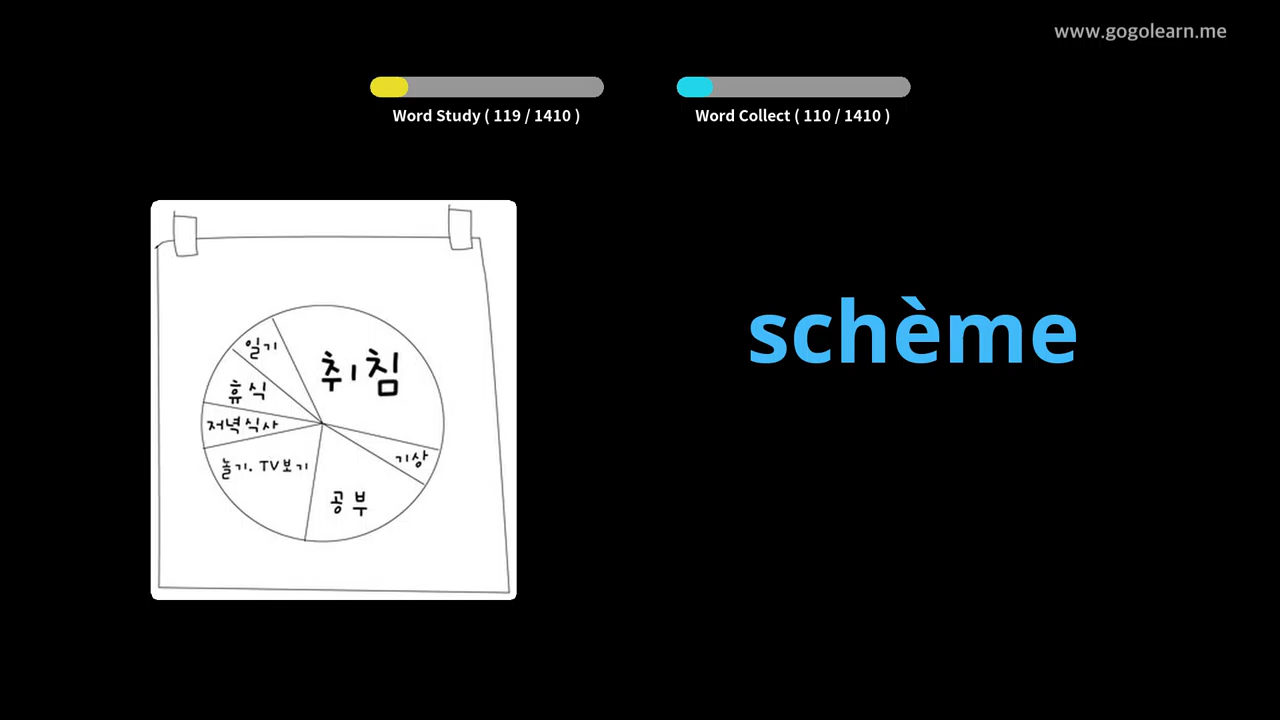 www.gogolearn.me
Word Study ( 119 / 1410 )
Word Collect ( 110 / 1410 )
일기
취침
휴식
저녁식사
놀기. TV보기
기상
공부
schème